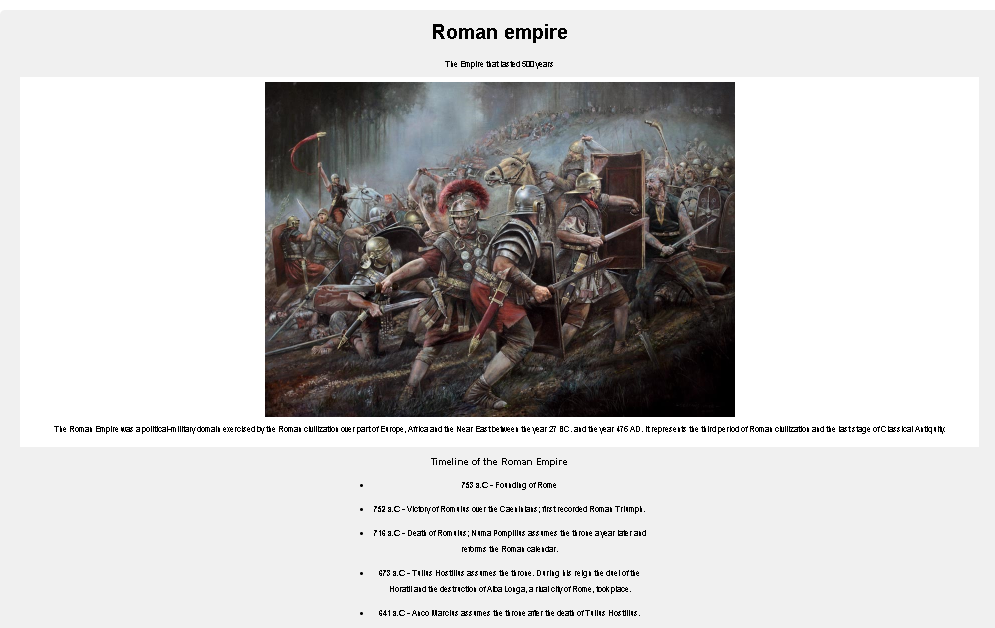 Roman empire
The Empire that lasted 500 years
The Roman Empire was a political-military domain exercised by the Roman civilization over part of Europe, Africa and the Near East between the year 27 BC. and the year 476 AD. It represents the third period of Roman civilization and the last stage of Classical Antiquity.
Timeline of the Roman Empire
753 a.C - Founding of Rome
752 a.C - Victory of Romulus over the Caeninians; first recorded Roman Triumph.
716 a.C - Death of Romulus; Numa Pompilius assumes the throne a year later and
reforms the Roman calendar.
673 a.C - Tullus Hostilius assumes the throne. During his reign the duel of the
Horatii and the destruction of Alba Longa, a rival city of Rome, took place.
641 a.C - Anco Marcius assumes the throne after the death of Tullus Hostilius.